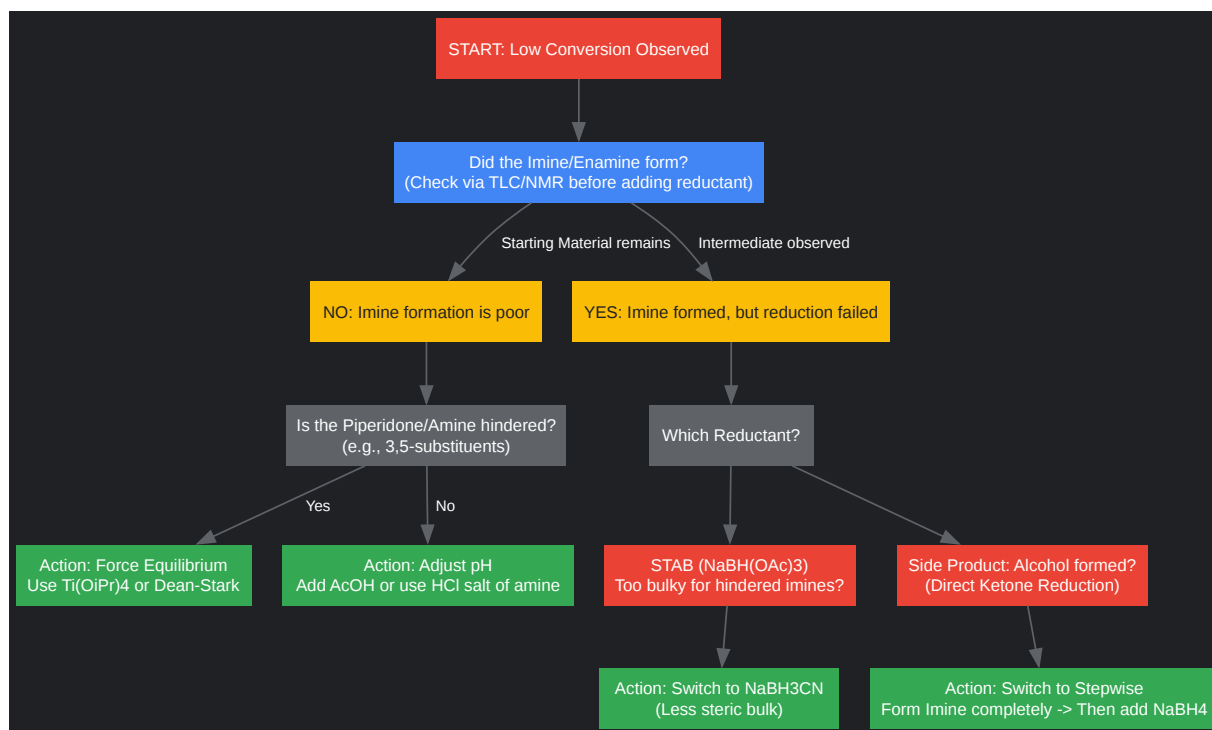 START: Low Conversion Observed
Did the Imine/Enamine form?
(Check via TLC/NMR before adding reductant)
Starting Material remains
Intermediate observed
NO: Imine formation is poor
YES: Imine formed, but reduction failed
Is the Piperidone/Amine hindered?
(e.g., 3,5-substituents)
Which Reductant?
Yes
No
Action: Force Equilibrium
Use Ti(OiPr)4 or Dean-Stark
Action: Adjust pH
Add AcOH or use HCl salt of amine
STAB (NaBH(OAc)3)
Too bulky for hindered imines?
Side Product: Alcohol formed?
(Direct Ketone Reduction)
Action: Switch to NaBH3CN
(Less steric bulk)
Action: Switch to Stepwise
Form Imine completely -> Then add NaBH4